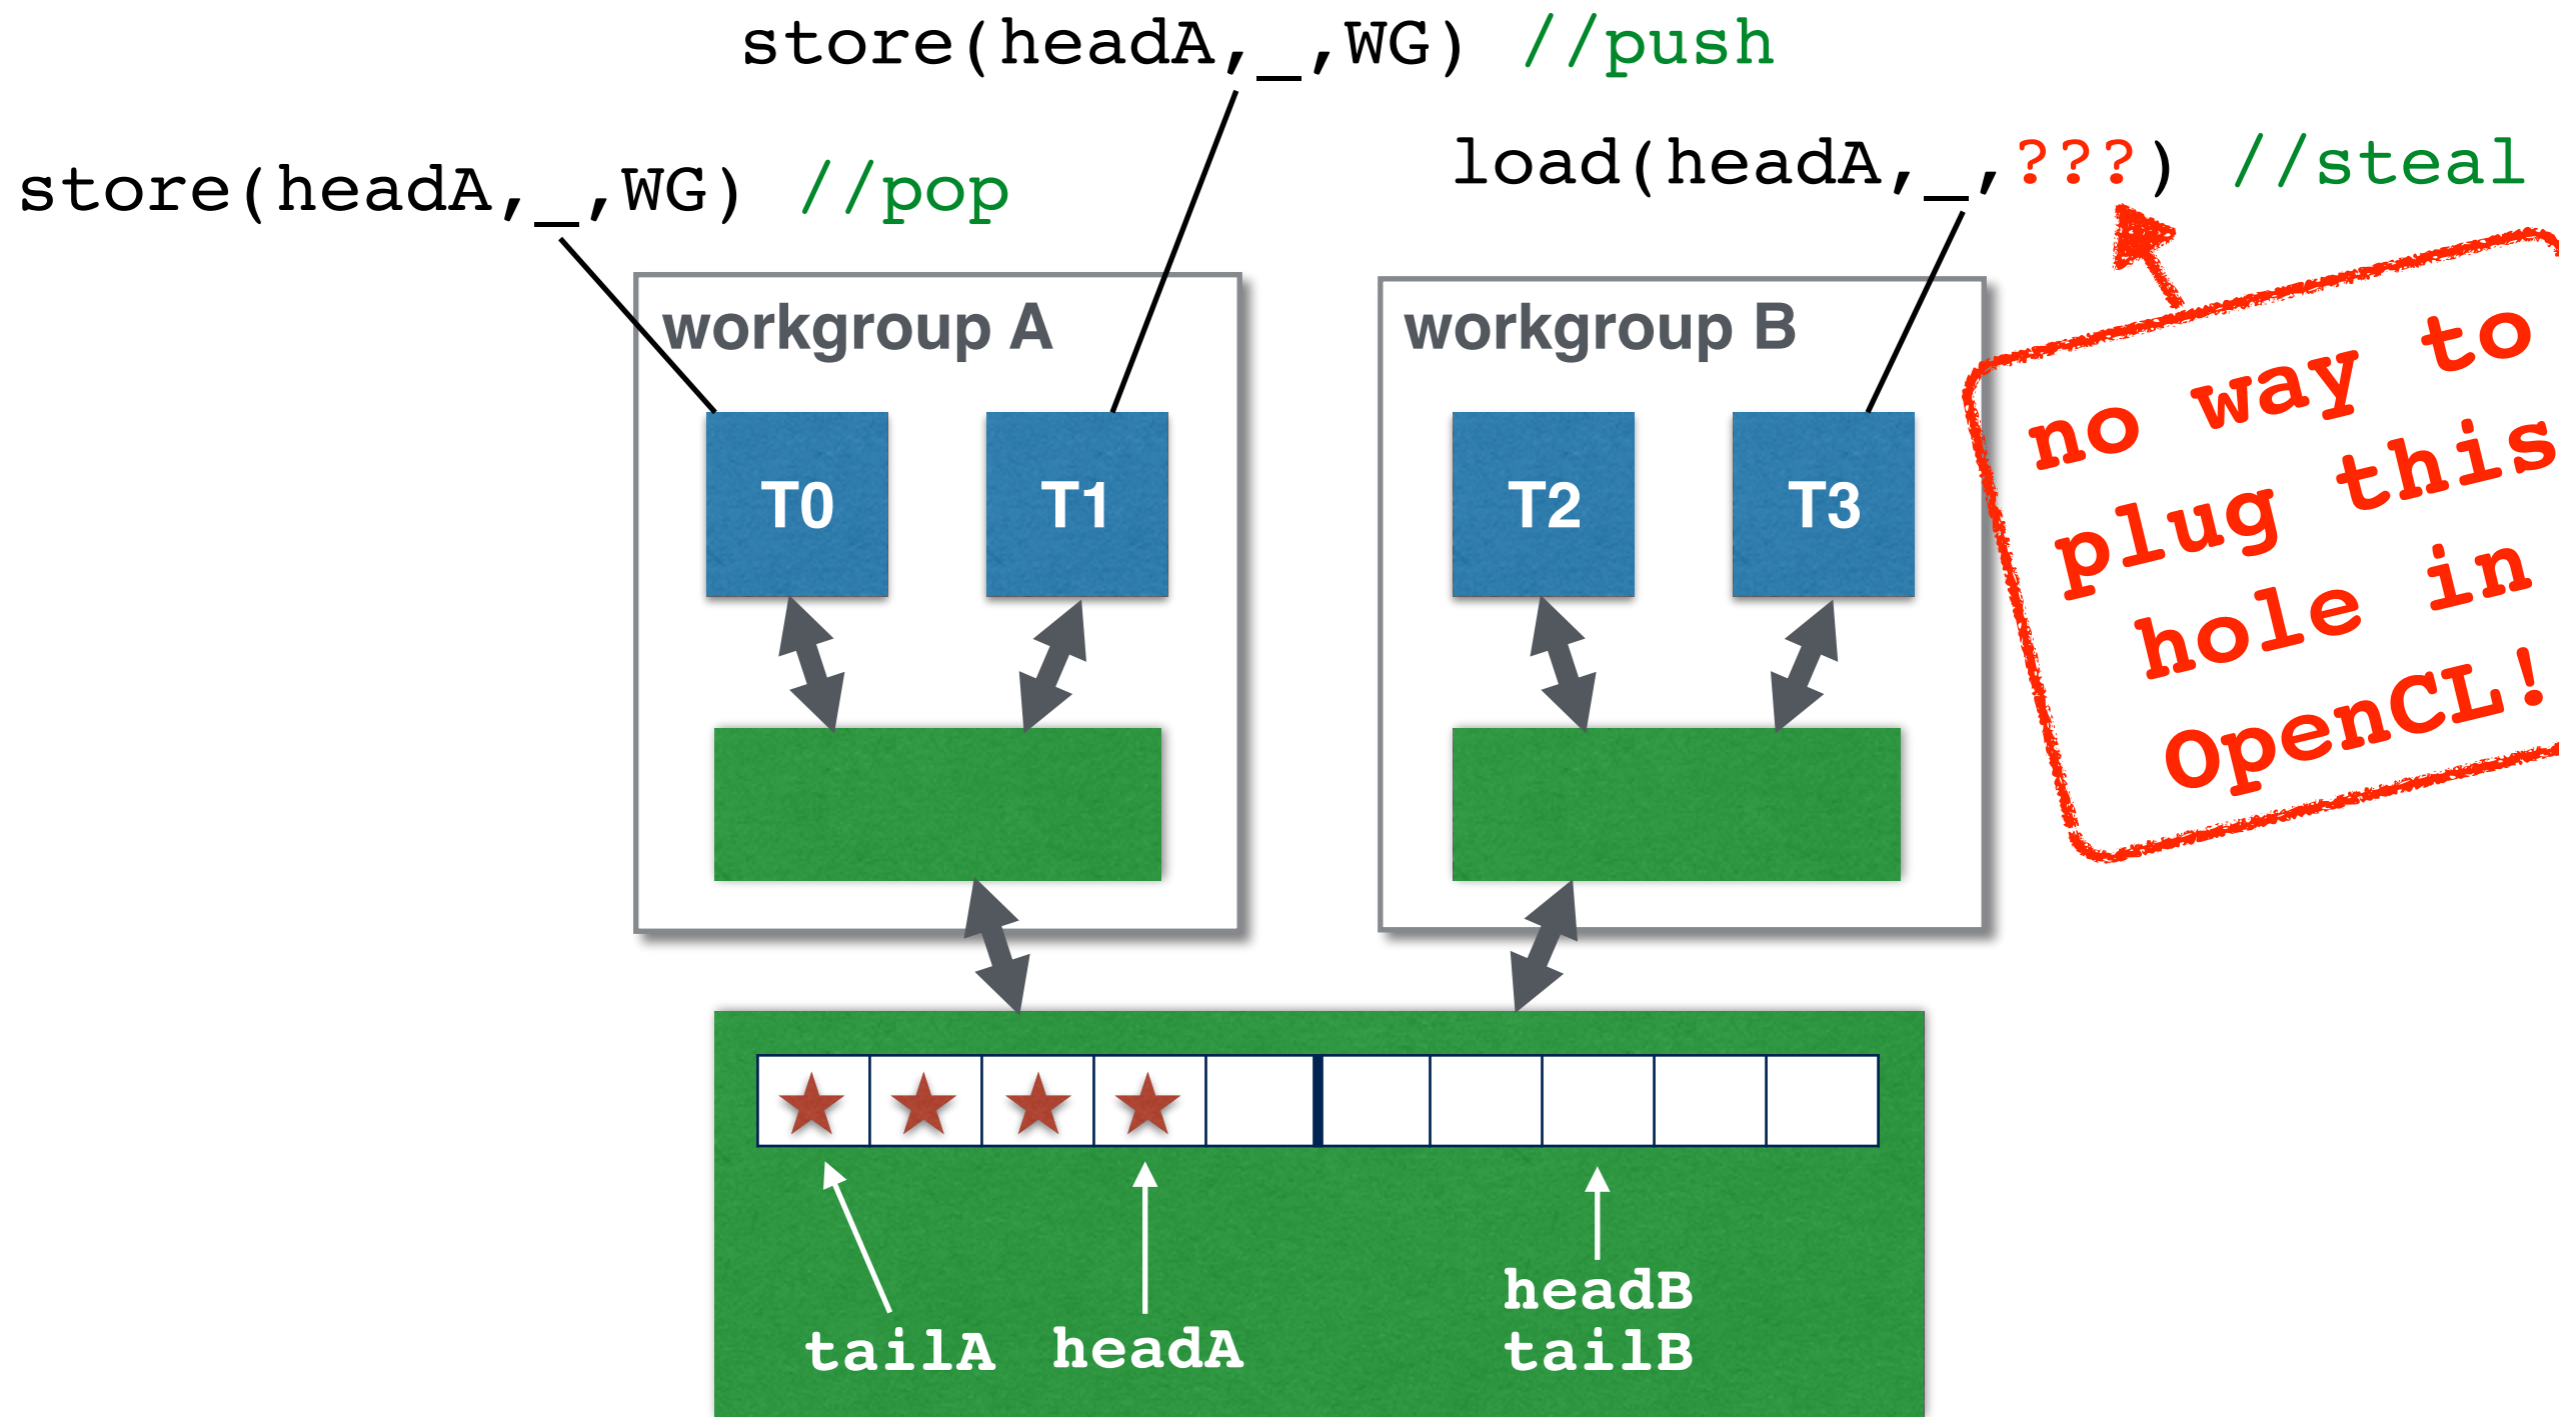 store(headA,_,WG) //push
store(headA,_,WG) //pop
load(headA,_,???) //steal
workgroup A
workgroup B
T0
T1
T2
T3
no way to
plug this
hole in
OpenCL!
tailA
headA
headB
tailB